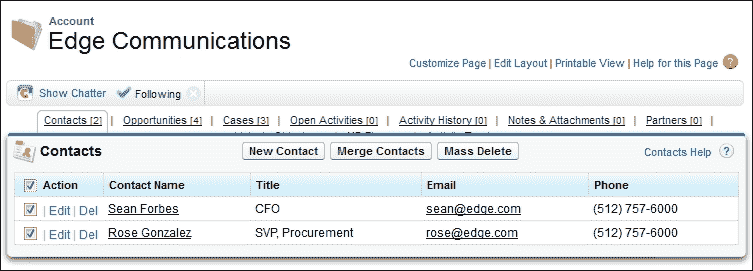 Account
Edge Communications
Customize Page | Edit Layout | Printable View | Help for this Page ?
Show Chatter Following
Contacts [2] | Opportunities [4] | Cases [3] | Open Activities [0] | Activity History [0] | Notes & Attachments [0] | Partners [0] |
Contacts New Contact Merge Contacts Mass Delete Contacts Help ?
Action Contact Name Title Email Phone
| Edit | Del Sean Forbes CFO sean@edge.com (512) 757-6000
| Edit | Del Rose Gonzalez SVP, Procurement rose@edge.com (512) 757-6000